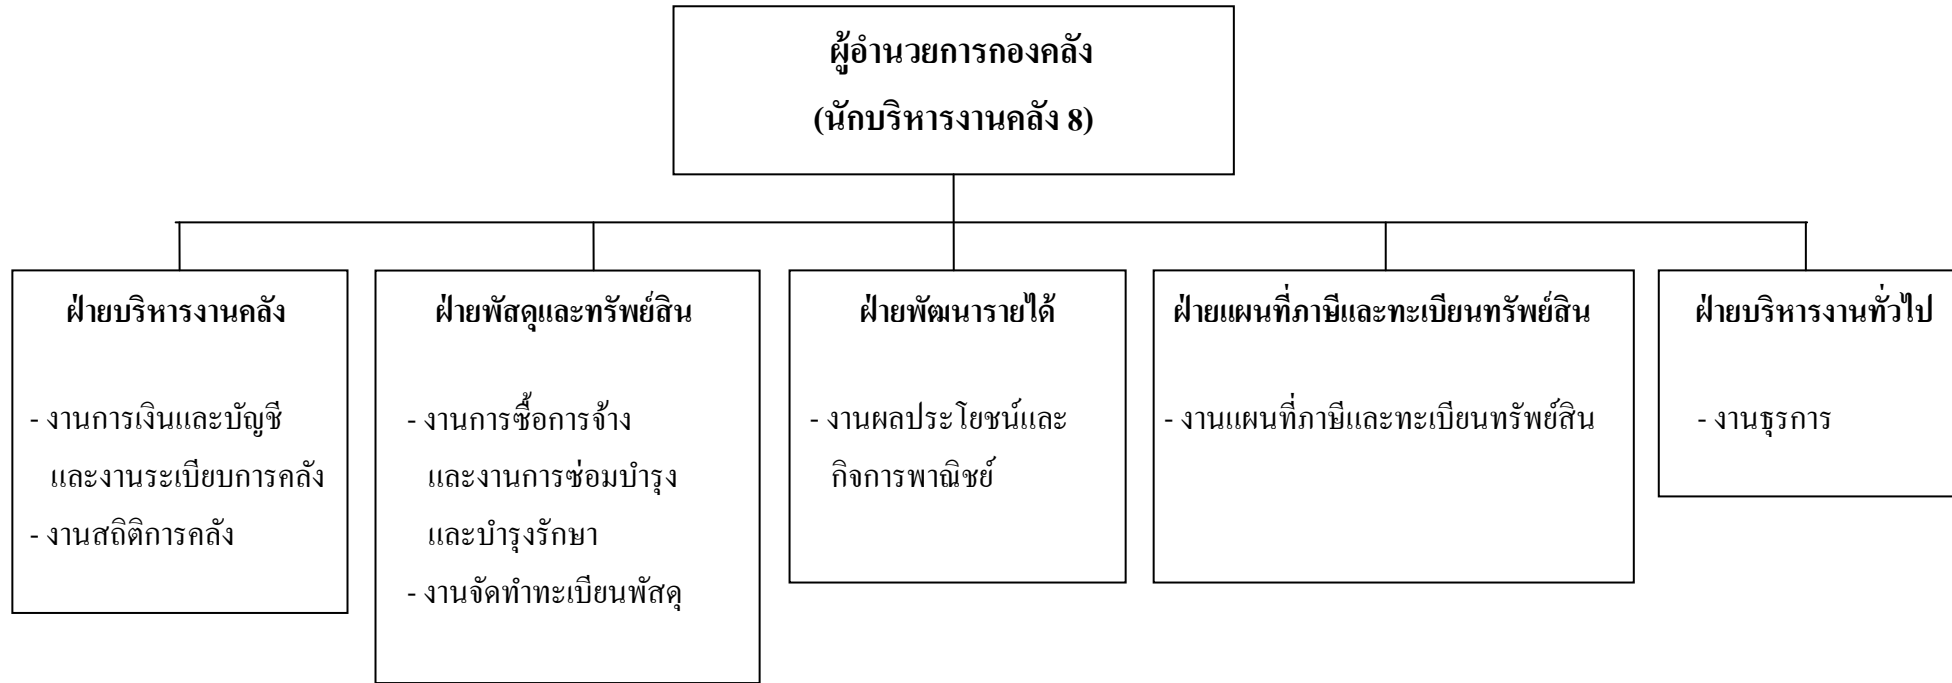 ผู้อำนวยการกองคลัง
(นักบริหารงานคลัง 8)
ฝ่ายบริหารงานคลัง
- งานการเงินและบัญชี
และงานระเบียบการคลัง
- งานสถิติการคลัง
ฝ่ายพัสดุและทรัพย์สิน
- งานการซื้อการจ้าง
และงานการซ่อมบำรุง
และบำรุงรักษา
- งานจัดทำทะเบียนพัสดุ
ฝ่ายพัฒนารายได้
- งานผลประโยชน์และ
กิจการพาณิชย์
ฝ่ายแผนที่ภาษีและทะเบียนทรัพย์สิน
- งานแผนที่ภาษีและทะเบียนทรัพย์สิน
ฝ่ายบริหารงานทั่วไป
- งานธุรการ